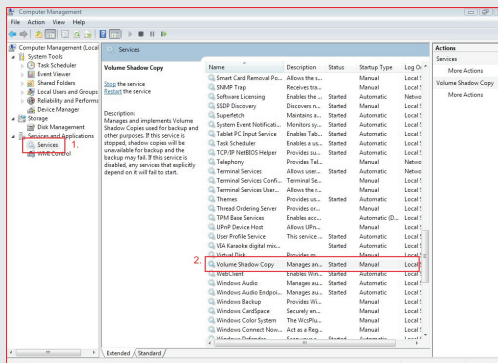 Computer Management
File Action View Help
Computer Management (Local
System Tools
Task Scheduler
Event Viewer
Shared Folders
Local Users and Groups
Reliability and Performa
Device Manager
Storage
Disk Management
Services and Applications
Services
1.
WMI Control
Services
Volume Shadow Copy
Stop the service
Restart the service
Description:
Manages and implements Volume
Shadow Copies used for backup and
other purposes. If this service is
stopped, shadow copies will be
unavailable for backup and the
backup may fail. If this service is
disabled, any services that explicitly
depend on it will fail to start.
Name Description Status Startup Type Log On
Smart Card Removal Po... Allows the s... Manual Local S
SNMP Trap Receives tra... Manual Local S
Software Licensing Enables the ... Started Automatic Netwo
SSDP Discovery Discovers n... Started Manual Local S
Superfetch Maintains a... Started Automatic Local S
System Event Notificati... Monitors sy... Started Automatic Local S
Tablet PC Input Service Enables Tab... Started Automatic Local S
Task Scheduler Enables a us... Started Automatic Local S
TCP/IP NetBIOS Helper Provides su... Started Automatic Local S
Telephony Provides Tel... Manual Netwo
Terminal Services Allows user... Started Automatic Netwo
Terminal Services Confi... Terminal Se... Manual Local S
Terminal Services User... Allows the r... Manual Local S
Themes Provides us... Started Automatic Local S
Thread Ordering Server Provides or... Manual Local S
TPM Base Services Enables acc... Automatic (D... Local S
UPnP Device Host Allows UPn... Manual Local S
User Profile Service This service ... Started Automatic Local S
VIA Karaoke digital mix... Started Automatic Local S
Virtual Disk Provides m... Manual Local S
2.
Volume Shadow Copy Manages an... Started Manual Local S
WebClient Enables Win... Started Automatic Local S
Windows Audio Manages au... Started Automatic Local S
Windows Audio Endpoi... Manages au... Started Automatic Local S
Windows Backup Provides Wi... Manual Local S
Windows CardSpace Securely en... Manual Local S
Windows Color System The WcsPlu... Manual Local S
Windows Connect Now... Act as a Reg... Manual Local S
Windows Defender Started Automatic Local S
Extended Standard
Actions
Services
More Actions
Volume Shadow Copy
More Actions